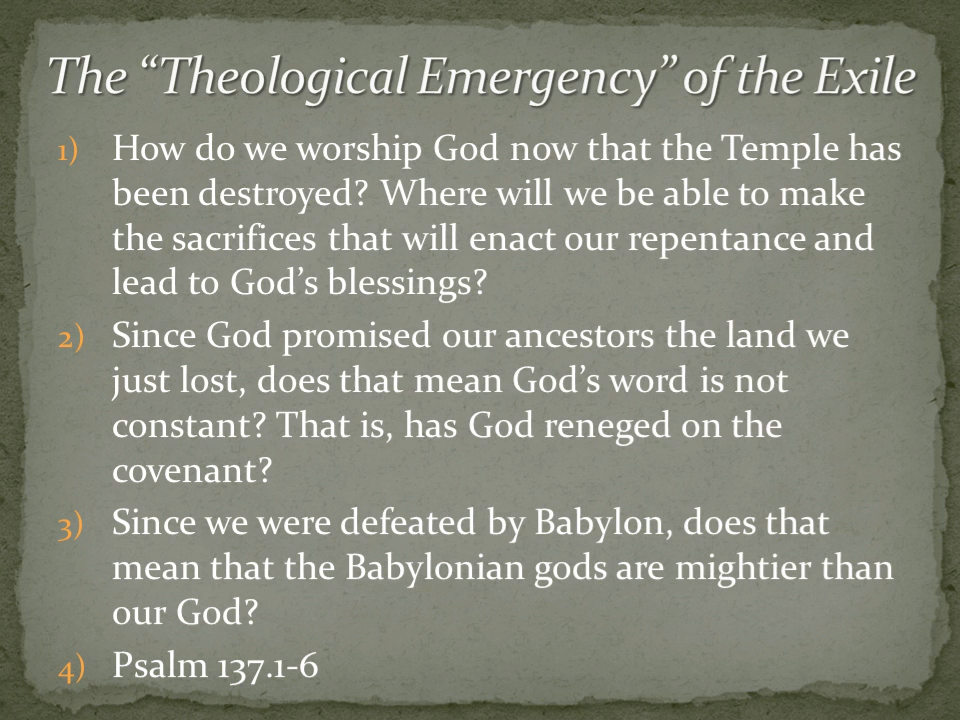 The “Theological Emergency” of the Exile
1) How do we worship God now that the Temple has
been destroyed? Where will we be able to make
the sacrifices that will enact our repentance and
lead to God’s blessings?
2) Since God promised our ancestors the land we
just lost, does that mean God’s word is not
constant? That is, has God reneged on the
covenant?
3) Since we were defeated by Babylon, does that
mean that the Babylonian gods are mightier than
our God?
4) Psalm 137.1-6